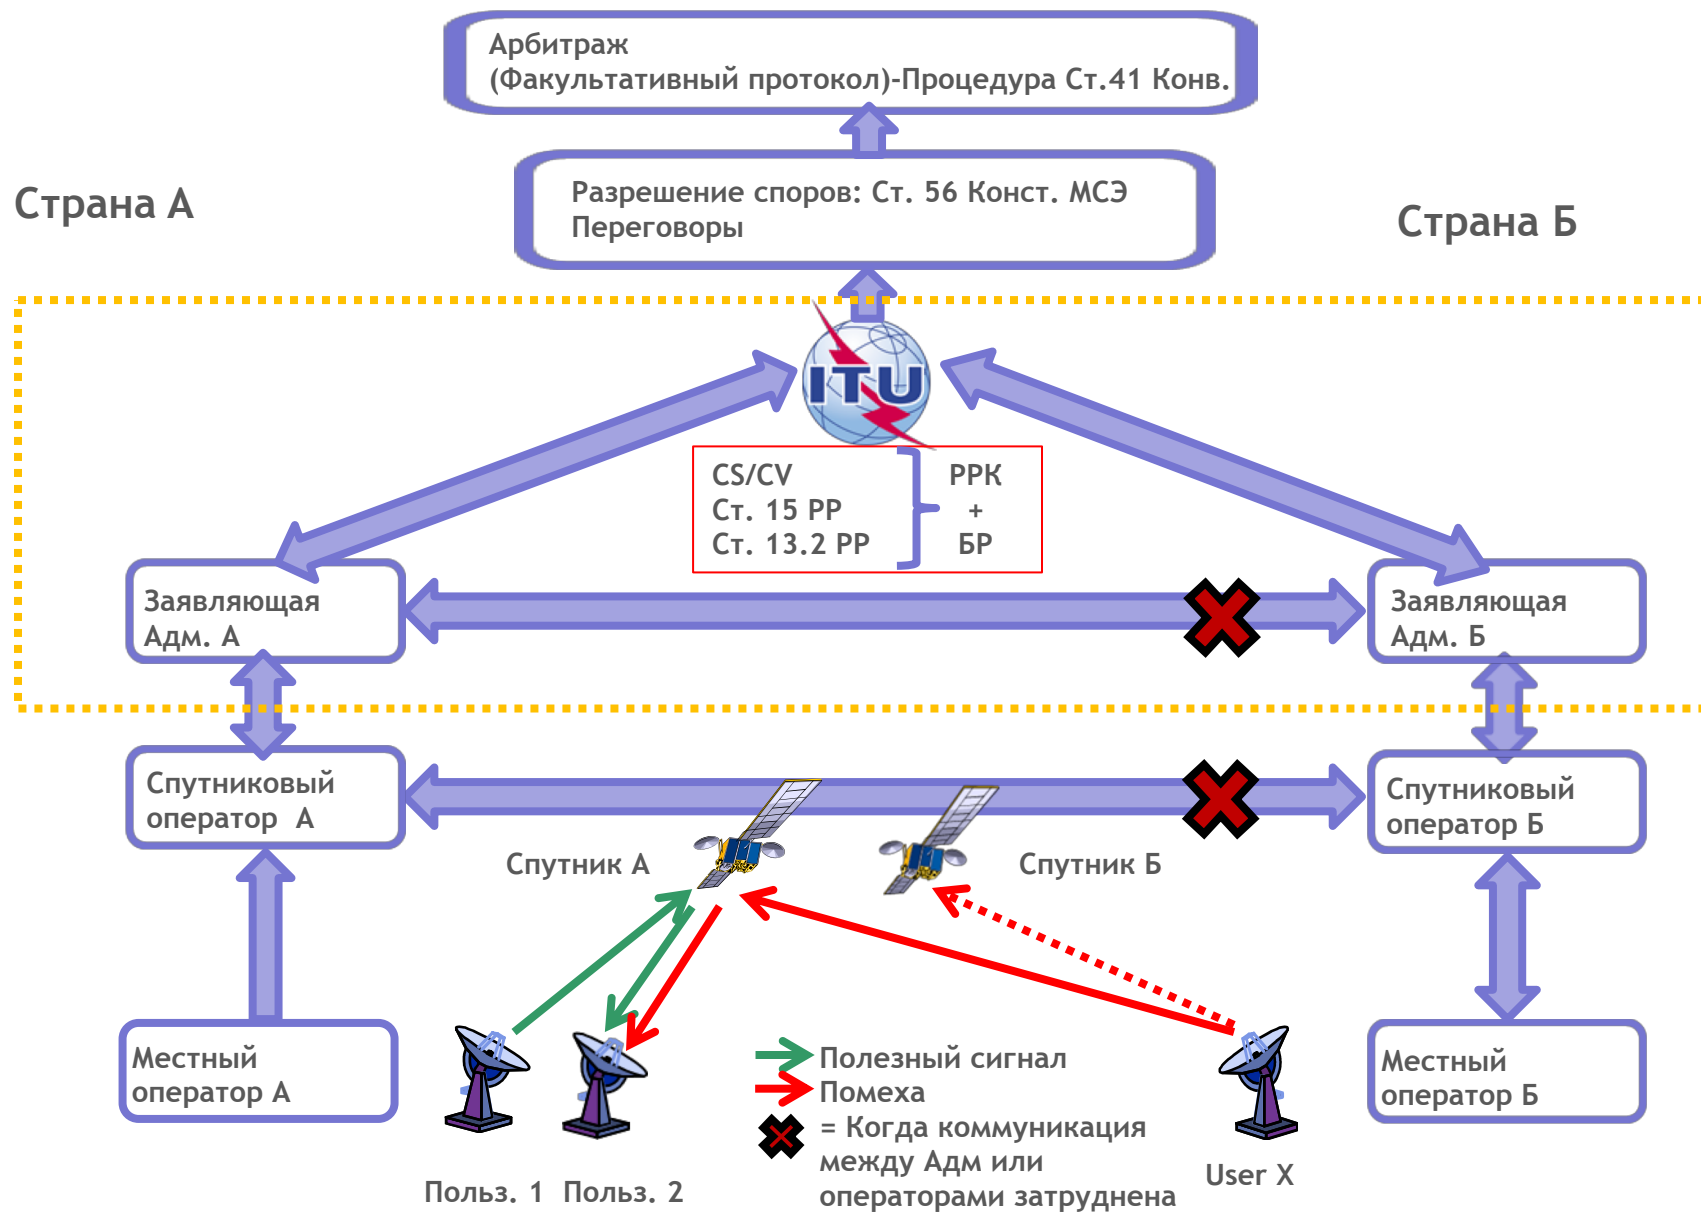 Арбитраж
(Факультативный протокол)-Процедура Ст.41 Конв.
Разрешение споров: Ст. 56 Конст. МСЭ
Переговоры
Страна А
Страна Б
ITU
CS/CV
Ст. 15 РР
Ст. 13.2 РР
РРК
+
БР
Заявляющая
Адм. А
Заявляющая
Адм. Б
Спутниковый
оператор А
Спутниковый
оператор Б
Спутник А
Спутник Б
Местный
оператор А
Местный
оператор Б
Полезный сигнал
Помеха
= Когда коммуникация
между Адм или
операторами затруднена
Польз. 1
Польз. 2
User X